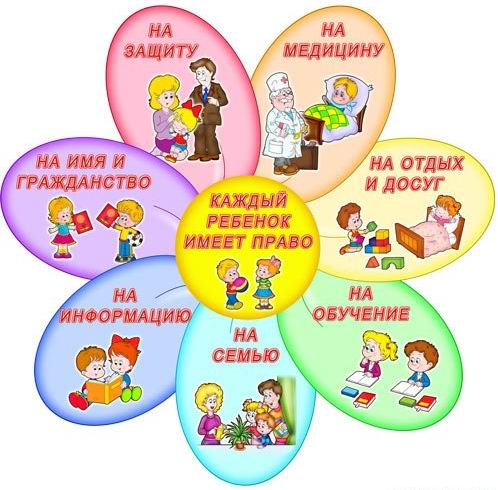 НА
ЗАЩИТУ
НА
МЕДИЦИНУ
НА ИМЯ И
ГРАЖДАНСТВО
КАЖДЫЙ
РЕБЕНОК
ИМЕЕТ ПРАВО
НА ОТДЫХ
И ДОСУГ
НА
ИНФОРМАЦИЮ
НА
СЕМЬЮ
НА
ОБУЧЕНИЕ